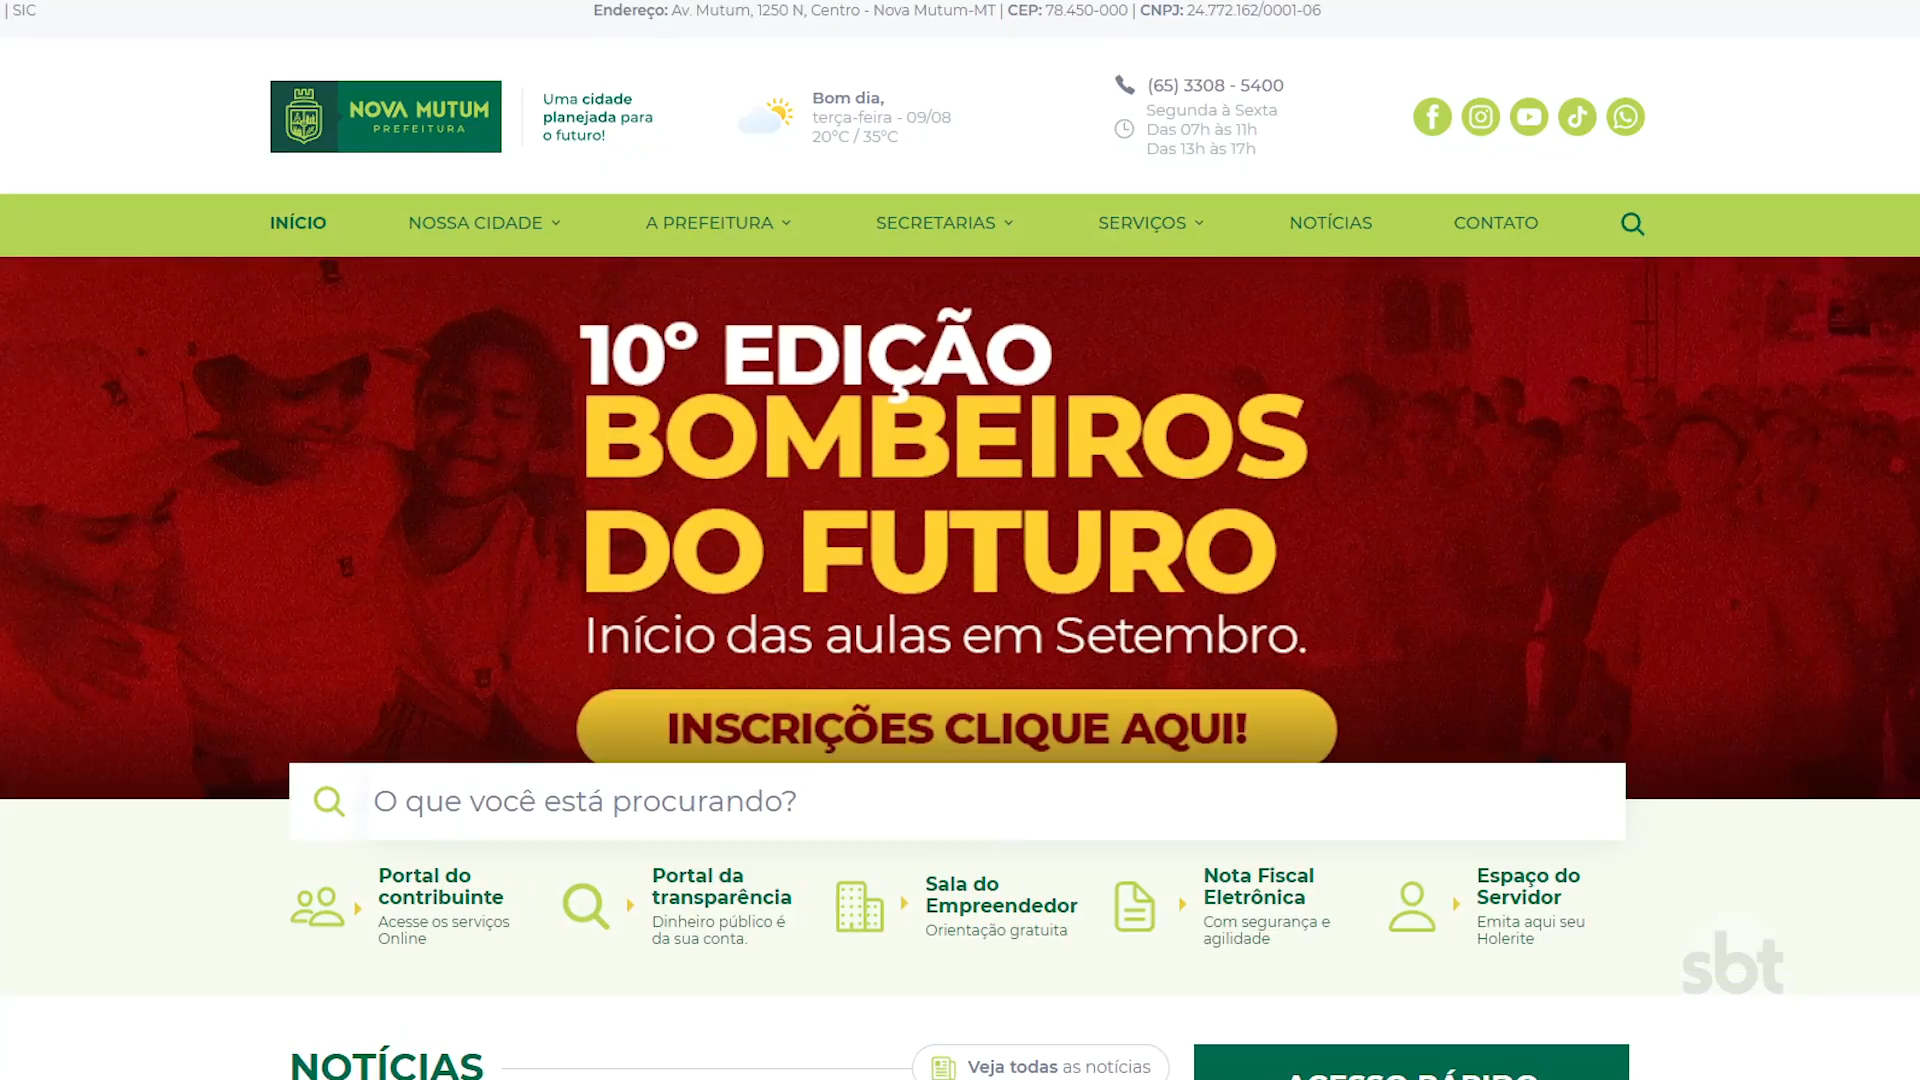 | SIC
Endereço: Av. Mutum, 1250 N, Centro - Nova Mutum-MT | CEP: 78.450-000 | CNPJ: 24.772.162/0001-06
NOVA MUTUM
PREFEITURA
Uma cidade
planejada para
o futuro!
Bom dia,
terça-feira - 09/08
20°C / 35°C
(65) 3308 - 5400
Segunda à Sexta
Das 07h às 11h
Das 13h às 17h
INÍCIO
NOSSA CIDADE
A PREFEITURA
SECRETARIAS
SERVIÇOS
NOTÍCIAS
CONTATO
10º EDIÇÃO
BOMBEIROS
DO FUTURO
Início das aulas em Setembro.
INSCRIÇÕES CLIQUE AQUI!
O que você está procurando?
Portal do
contribuinte
Acesse os serviços
Online
Portal da
transparência
Dinheiro público é
da sua conta.
Sala do
Empreendedor
Orientação gratuita
Nota Fiscal
Eletrônica
Com segurança e
agilidade
Espaço do
Servidor
Emita aqui seu
Holerite
sbt
NOTÍCIAS
Veja todas as notícias
ACESSO RÁPIDO